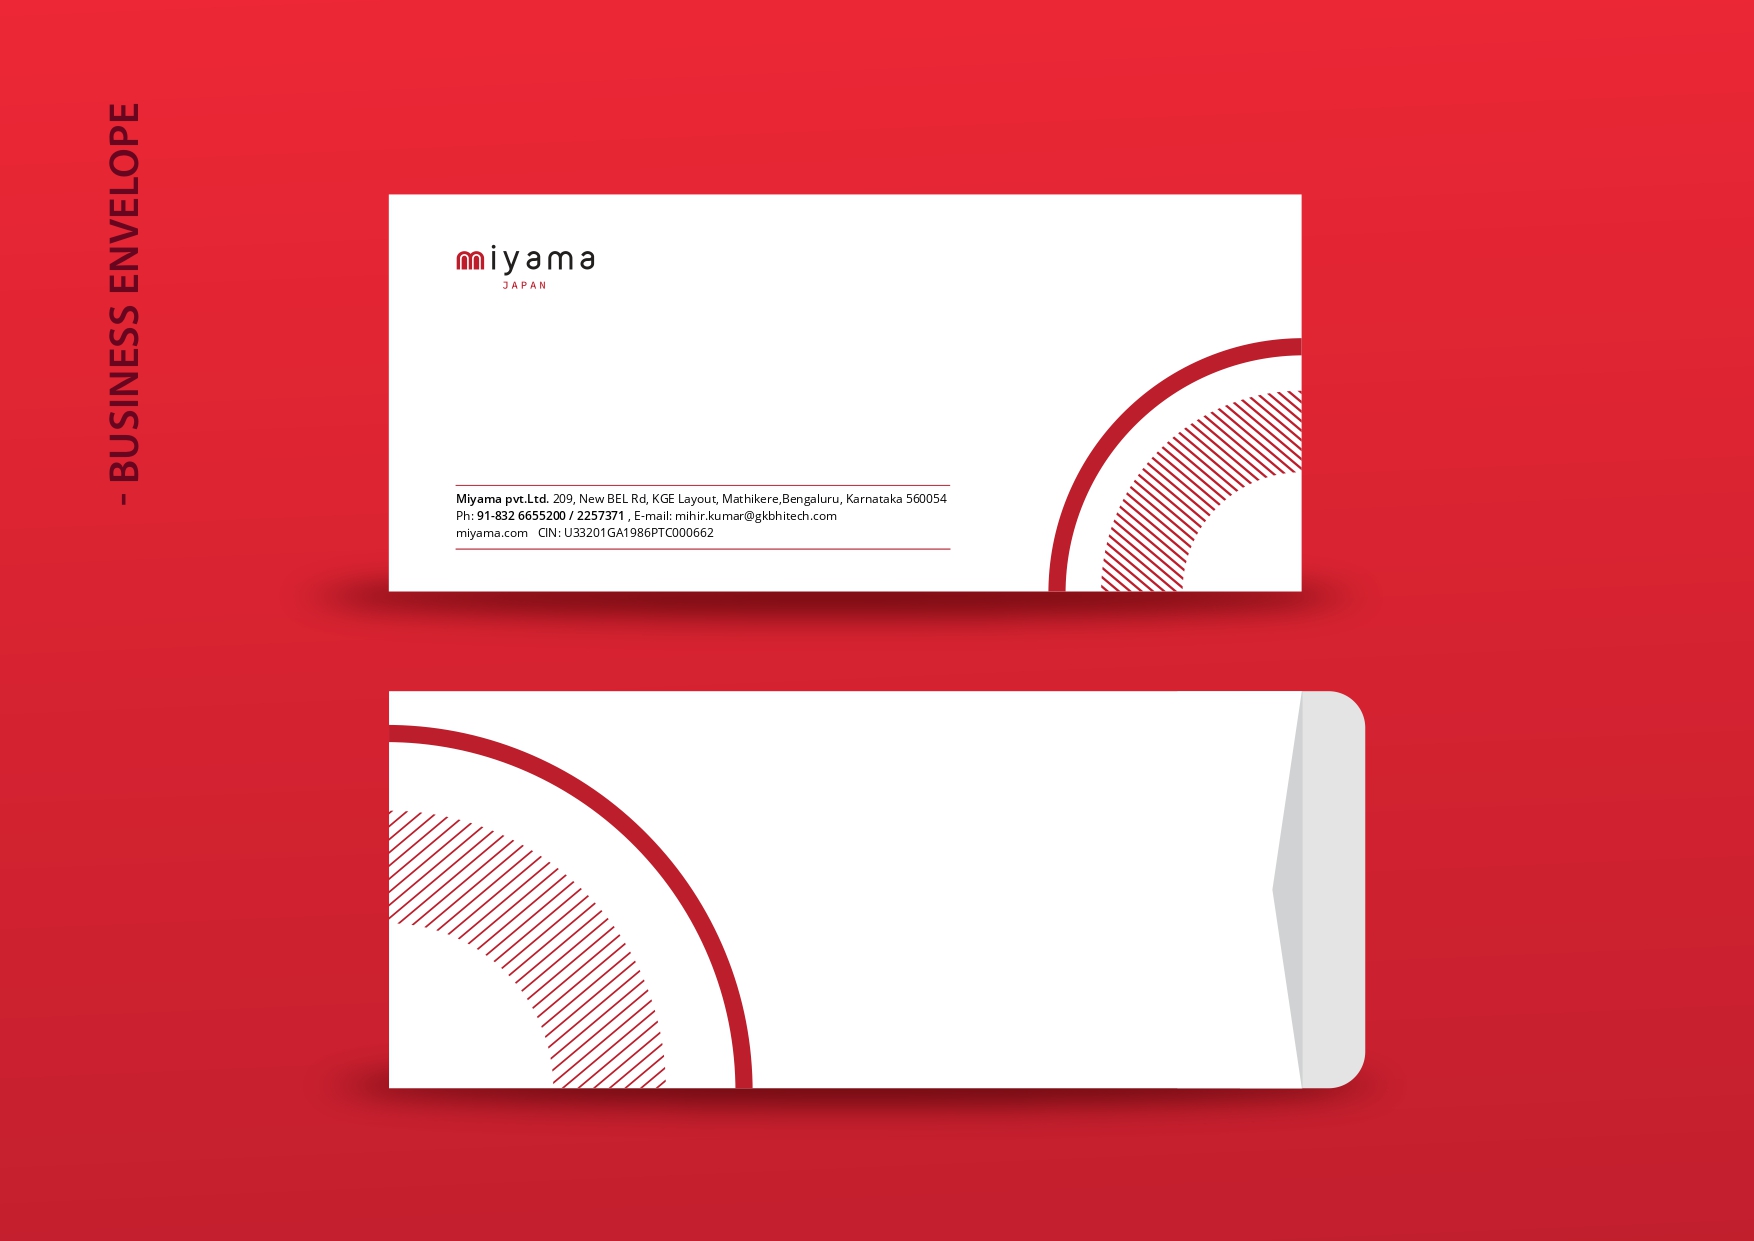 - BUSINESS ENVELOPE
miyama
JAPAN
Miyama pvt.Ltd. 209, New BEL Rd, KGE Layout, Mathikere,Bengaluru, Karnataka 560054
Ph: 91-832 6655200 / 2257371 , E-mail: mihir.kumar@gkbhitech.com
miyama.com   CIN: U33201GA1986PTC000662